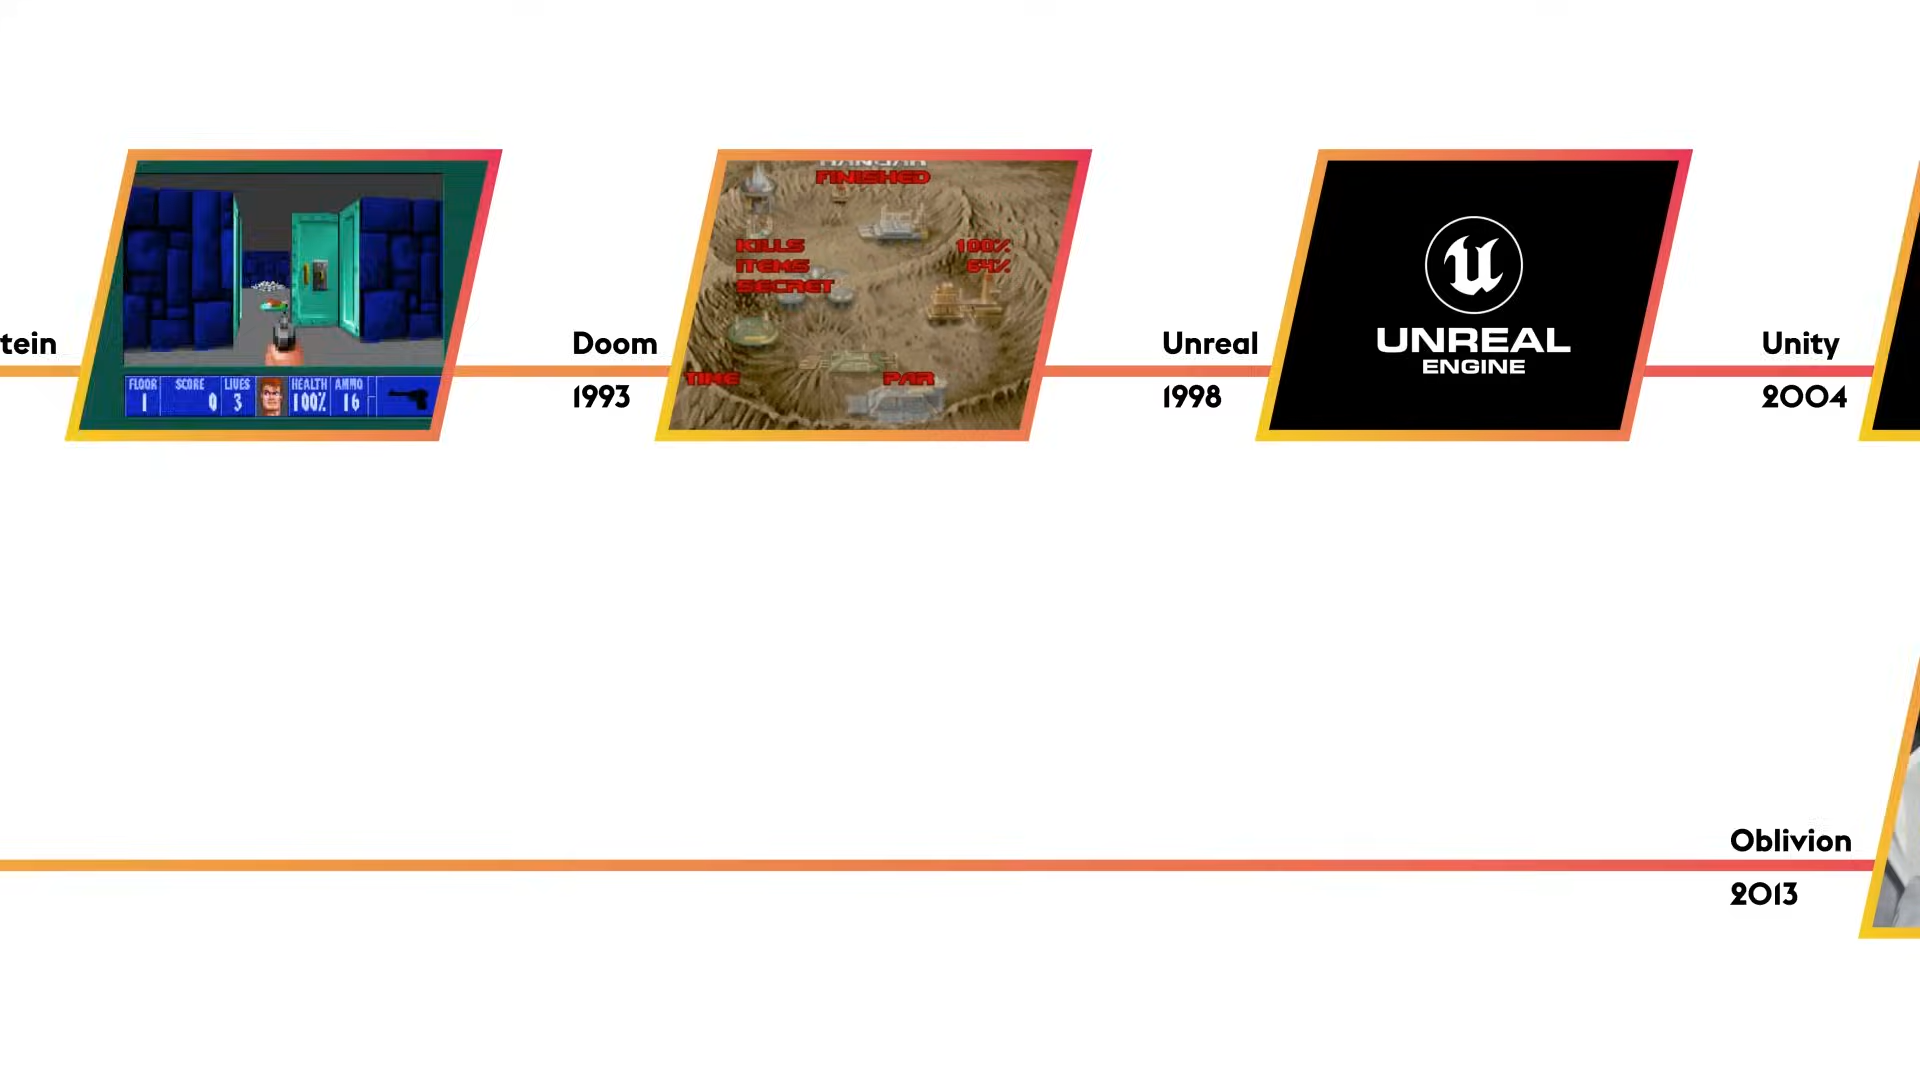 tein
FLOOR SCORE LIVES HEALTH AMMO
1 0 3 100% 16
Doom
1993
FINISHED
KILLS 100%
ITEMS 64%
SECRET
TIME PAR
Unreal
1998
UNREAL
ENGINE
Unity
2004
Oblivion
2013